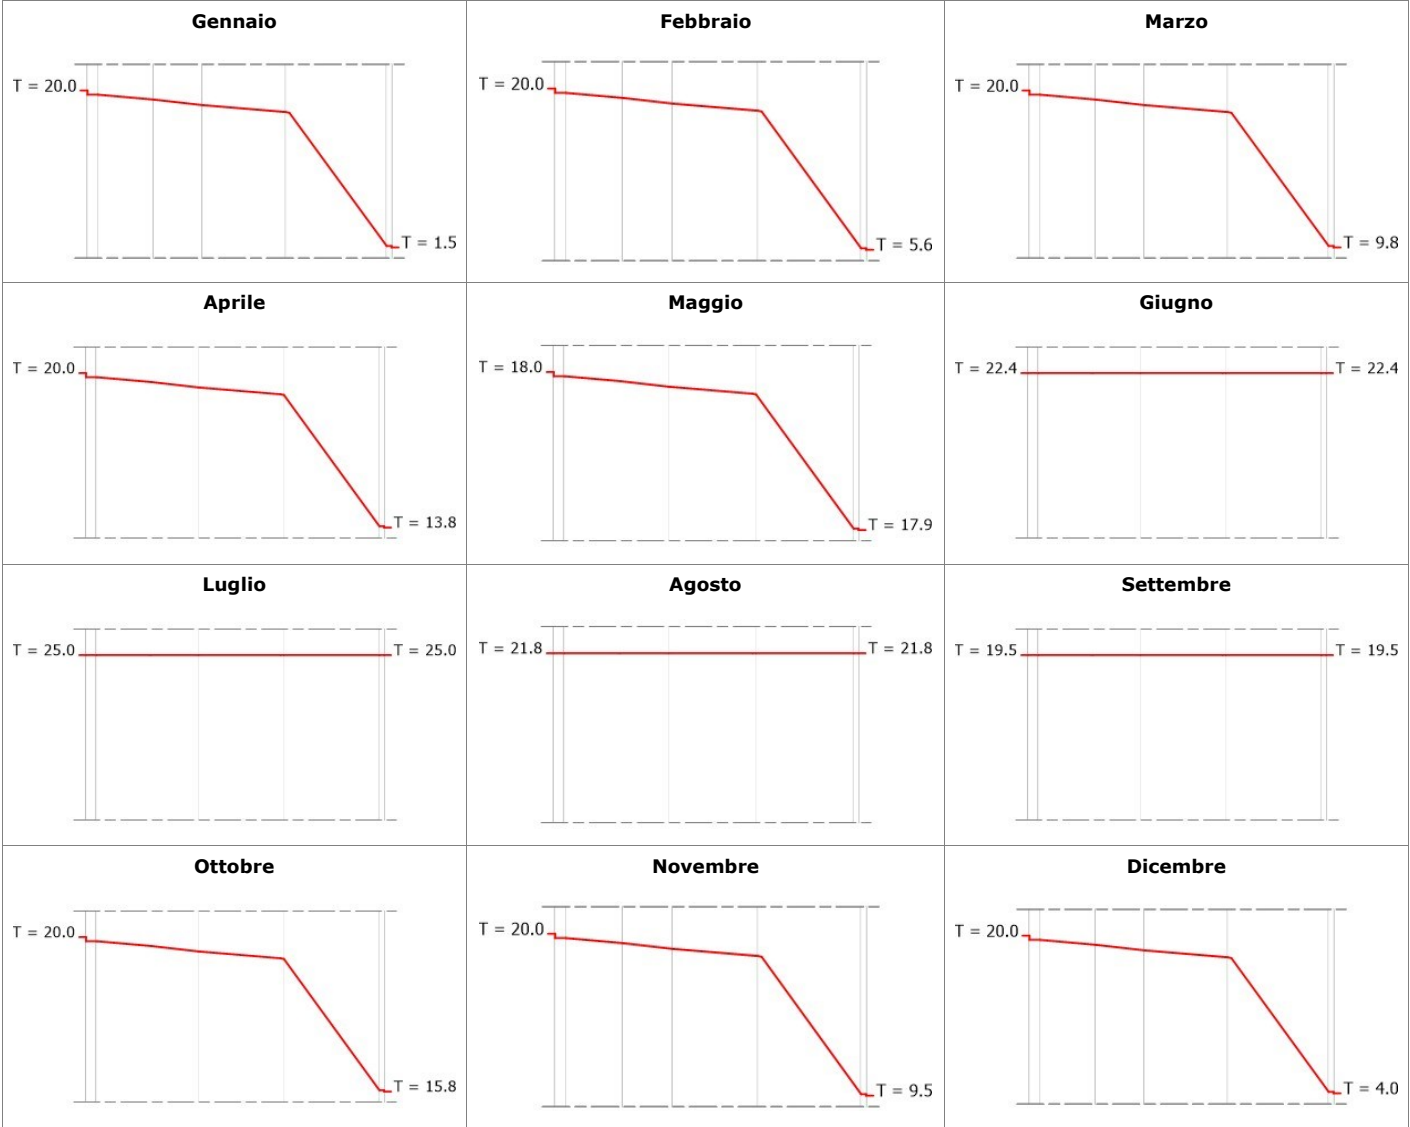 Gennaio
Febbraio
Marzo
T = 20.0
T = 1.5
T = 20.0
T = 5.6
T = 20.0
T = 9.8
Aprile
Maggio
Giugno
T = 20.0
T = 13.8
T = 18.0
T = 17.9
T = 22.4
T = 22.4
Luglio
Agosto
Settembre
T = 25.0
T = 25.0
T = 21.8
T = 21.8
T = 19.5
T = 19.5
Ottobre
Novembre
Dicembre
T = 20.0
T = 15.8
T = 20.0
T = 9.5
T = 20.0
T = 4.0